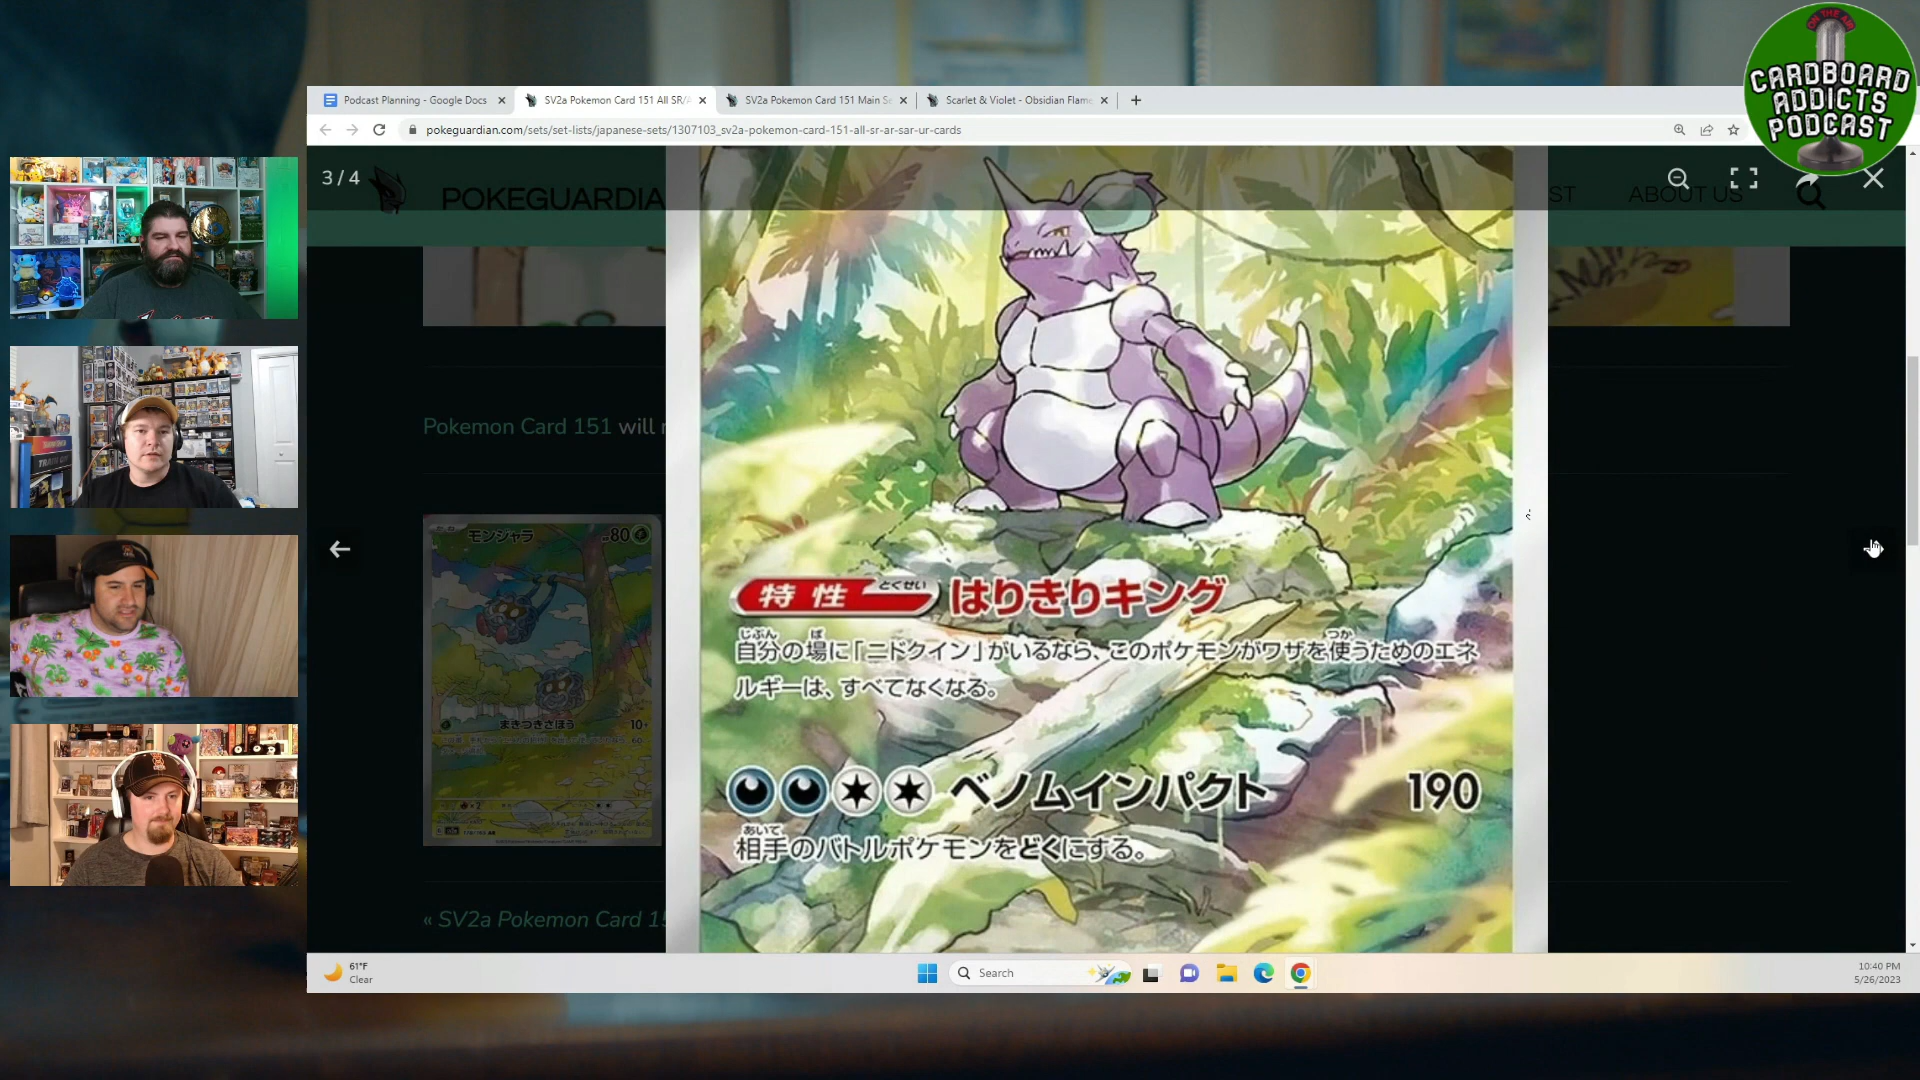 ON THE AIR
CARDBOARD
ADDICTS
PODCAST
Podcast Planning - Google Docs
SV2a Pokemon Card 151 All SR/
SV2a Pokemon Card 151 Main Se
Scarlet & Violet - Obsidian Flame
pokeguardian.com/sets/set-lists/japanese-sets/1307103_sv2a-pokemon-card-151-all-sr-ar-sar-ur-cards
3 / 4
POKEGUARDIA
ST
ABOUT US
Pokemon Card 151 will
モンジャラ
80
まきつきさほう
10+
特性
とくせい
はりきりキング
じぶん
ば
つか
自分の場に「ニドクイン」がいるなら、このポケモンがワザを使うためのエネ
ルギーは、すべてなくなる。
ベノムインパクト
190
あいて
相手のバトルポケモンをどくにする。
« SV2a Pokemon Card 15
61°F
Clear
Search
10:40 PM
5/26/2023